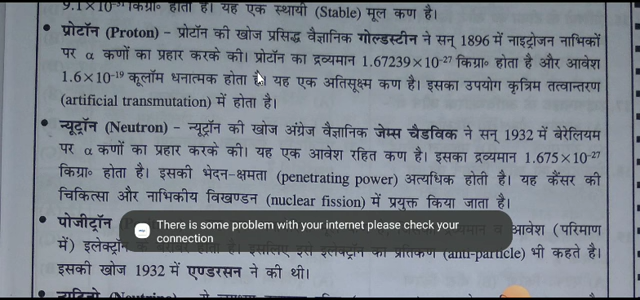 9.1×10⁻³¹ किग्रा० होता है। यह एक स्थायी (Stable) मूल कण है।
• प्रोटॉन (Proton) – प्रोटॉन की खोज प्रसिद्ध वैज्ञानिक गोल्डस्टीन ने सन् 1896 में नाइट्रोजन नाभिकों
पर α कणों का प्रहार करके की। प्रोटॉन का द्रव्यमान 1.67239×10⁻²⁷ किग्रा० होता है और आवेश
1.6×10⁻¹⁹ कूलॉम धनात्मक होता है। यह एक अतिसूक्ष्म कण है। इसका उपयोग कृत्रिम तत्वान्तरण
(artificial transmutation) में होता है।
• न्यूट्रॉन (Neutron) – न्यूट्रॉन की खोज अंग्रेज वैज्ञानिक जेम्स चैडविक ने सन् 1932 में बेरेलियम
पर α कणों का प्रहार करके की। यह एक आवेश रहित कण है। इसका द्रव्यमान 1.675×10⁻²⁷
किग्रा० होता है। इसकी भेदन-क्षमता (penetrating power) अत्यधिक होती है। यह कैंसर की
चिकित्सा और नाभिकीय विखण्डन (nuclear fission) में प्रयुक्त किया जाता है।
• पोजीट्रॉन आवेश (परिमाण
There is some problem with your internet please check your
connection
में) इलेक्ट्रॉन इलेक्ट्रॉन का प्रतिकण (anti-particle) भी कहते है।
इसकी खोज 1932 में एण्डरसन ने की थी।